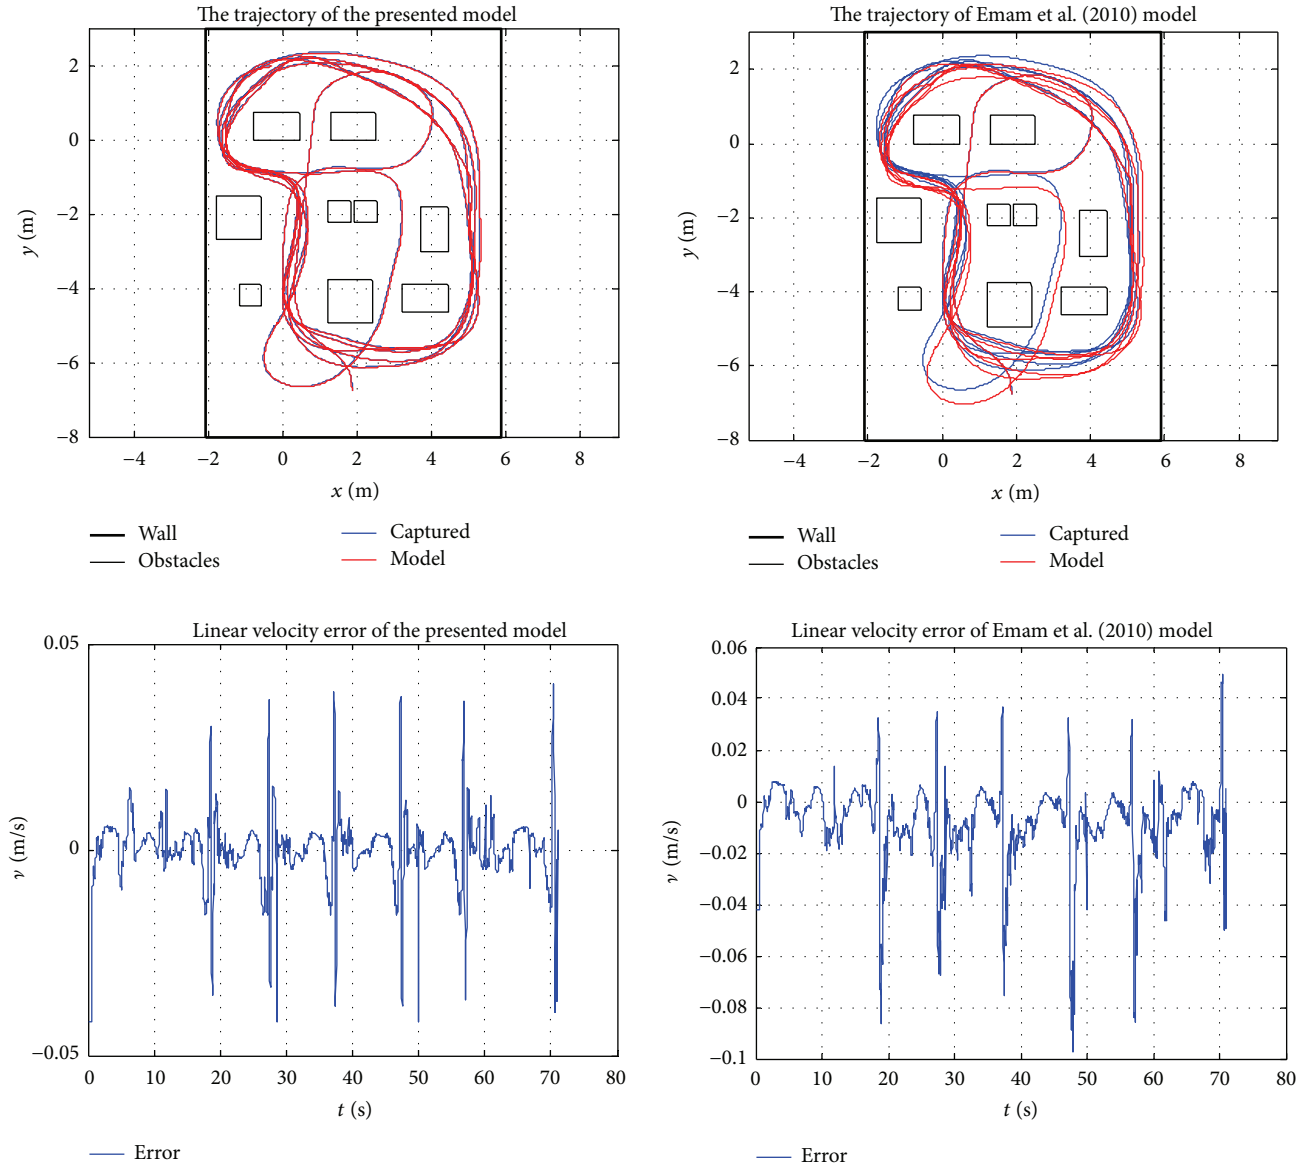 The trajectory of the presented model
2
0
−2
−4
−6
−8
y (m)
−4
−2
0
2
4
6
8
x (m)
Wall
Obstacles
Captured
Model
The trajectory of Emam et al. (2010) model
2
0
−2
−4
−6
−8
y (m)
−4
−2
0
2
4
6
8
x (m)
Wall
Obstacles
Captured
Model
Linear velocity error of the presented model
0.05
0
−0.05
v (m/s)
0
10
20
30
40
50
60
70
80
t (s)
Error
Linear velocity error of Emam et al. (2010) model
0.06
0.04
0.02
0
−0.02
−0.04
−0.06
−0.08
−0.1
v (m/s)
0
10
20
30
40
50
60
70
80
t (s)
Error